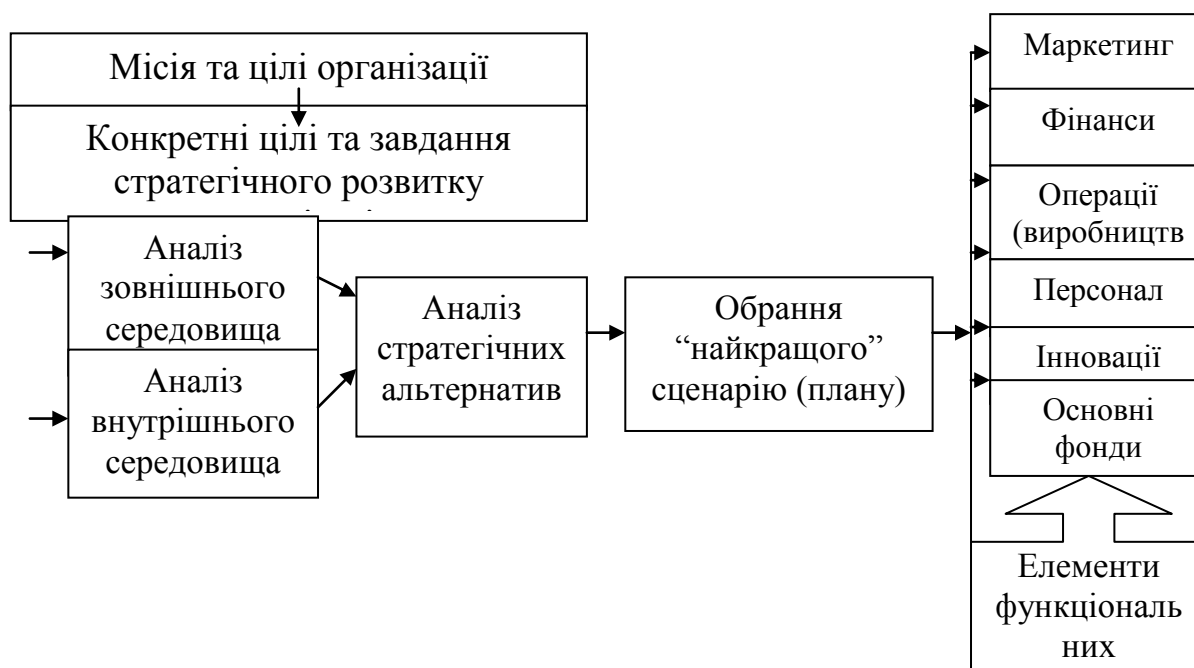 Місія та цілі організації
Конкретні цілі та завдання
стратегічного розвитку
Аналіз
зовнішнього
середовища
Аналіз
внутрішнього
середовища
Аналіз
стратегічних
альтернатив
Обрання
“найкращого”
сценарію (плану)
Маркетинг
Фінанси
Операції
(виробництв
Персонал
Інновації
Основні
фонди
Елементи
функціональ
них